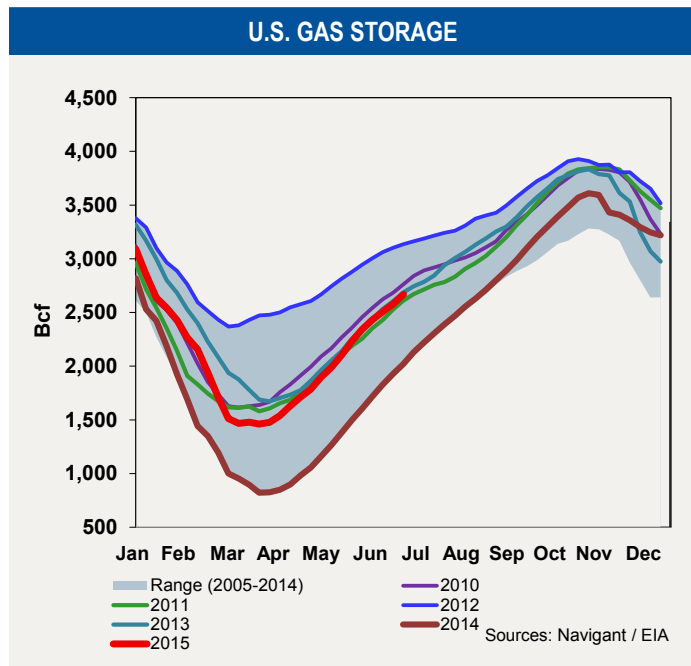 U.S. GAS STORAGE
4,500
4,000
3,500
3,000
2,500
2,000
1,500
1,000
500
Bcf
Jan Feb Mar Apr May Jun Jul Aug Sep Oct Nov Dec
Range (2005-2014) 2010
2011 2012
2013 2014
2015
Sources: Navigant / EIA